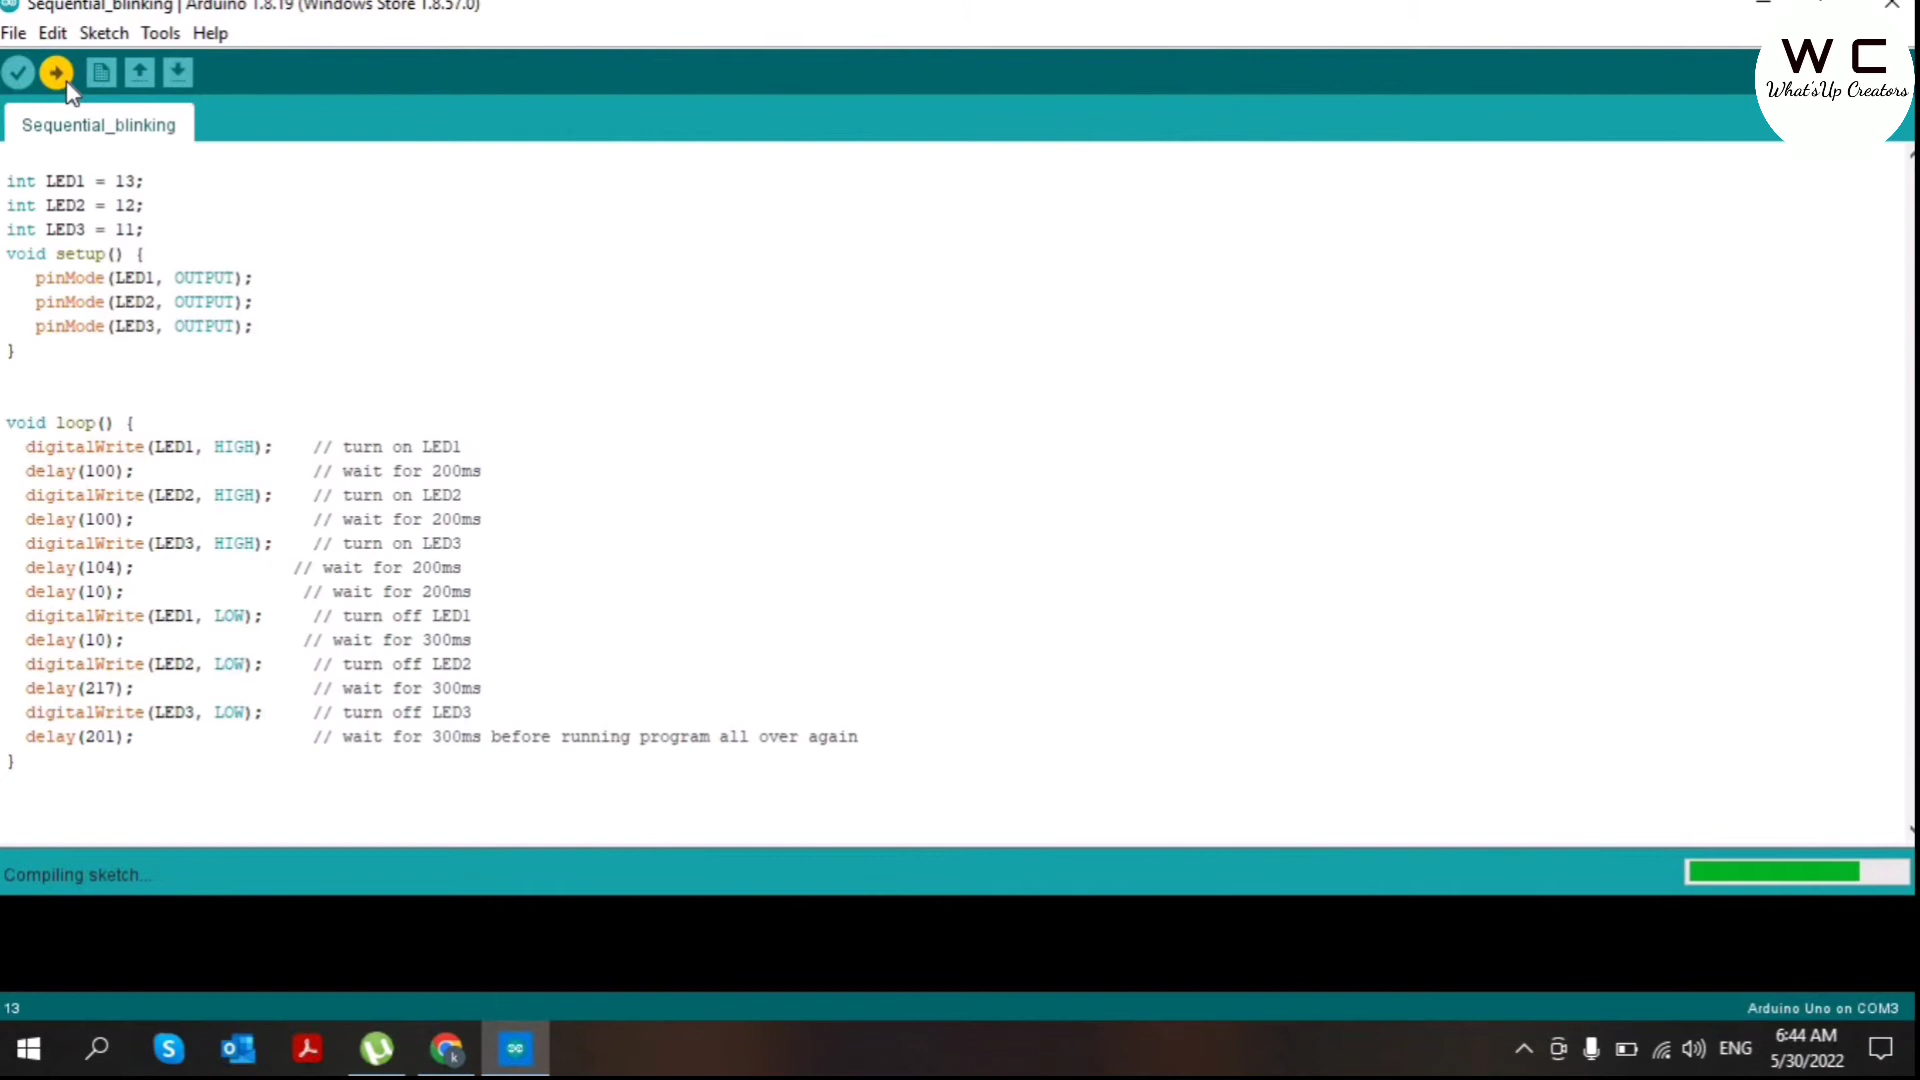 Sequential_blinking | Arduino 1.8.19 (Windows Store 1.8.57.0)
File Edit Sketch Tools Help
W C
What'sUp Creators
Sequential_blinking
int LED1 = 13;
int LED2 = 12;
int LED3 = 11;
void setup() {
pinMode(LED1, OUTPUT);
pinMode(LED2, OUTPUT);
pinMode(LED3, OUTPUT);
}
void loop() {
digitalWrite(LED1, HIGH); // turn on LED1
delay(100); // wait for 200ms
digitalWrite(LED2, HIGH); // turn on LED2
delay(100); // wait for 200ms
digitalWrite(LED3, HIGH); // turn on LED3
delay(104); // wait for 200ms
delay(10); // wait for 200ms
digitalWrite(LED1, LOW); // turn off LED1
delay(10); // wait for 300ms
digitalWrite(LED2, LOW); // turn off LED2
delay(217); // wait for 300ms
digitalWrite(LED3, LOW); // turn off LED3
delay(201); // wait for 300ms before running program all over again
}
Compiling sketch...
13
Arduino Uno on COM3
k
ENG
6:44 AM
5/30/2022